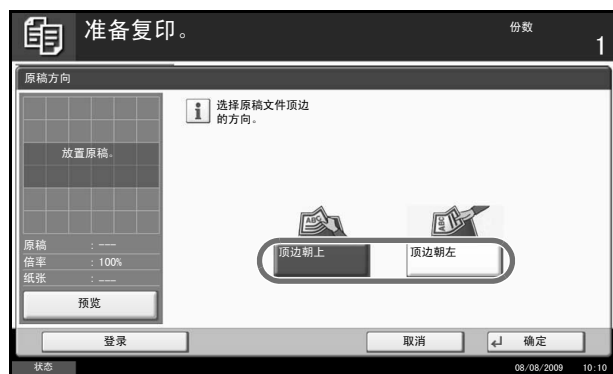 准备复印。
份数
1
原稿方向
放置原稿。
选择原稿文件顶边
的方向。
ABC
ABC
顶边朝上
顶边朝左
原稿 : ---
倍率 : 100%
纸张 : ---
预览
登录
取消
确定
状态
08/08/2009 10:10